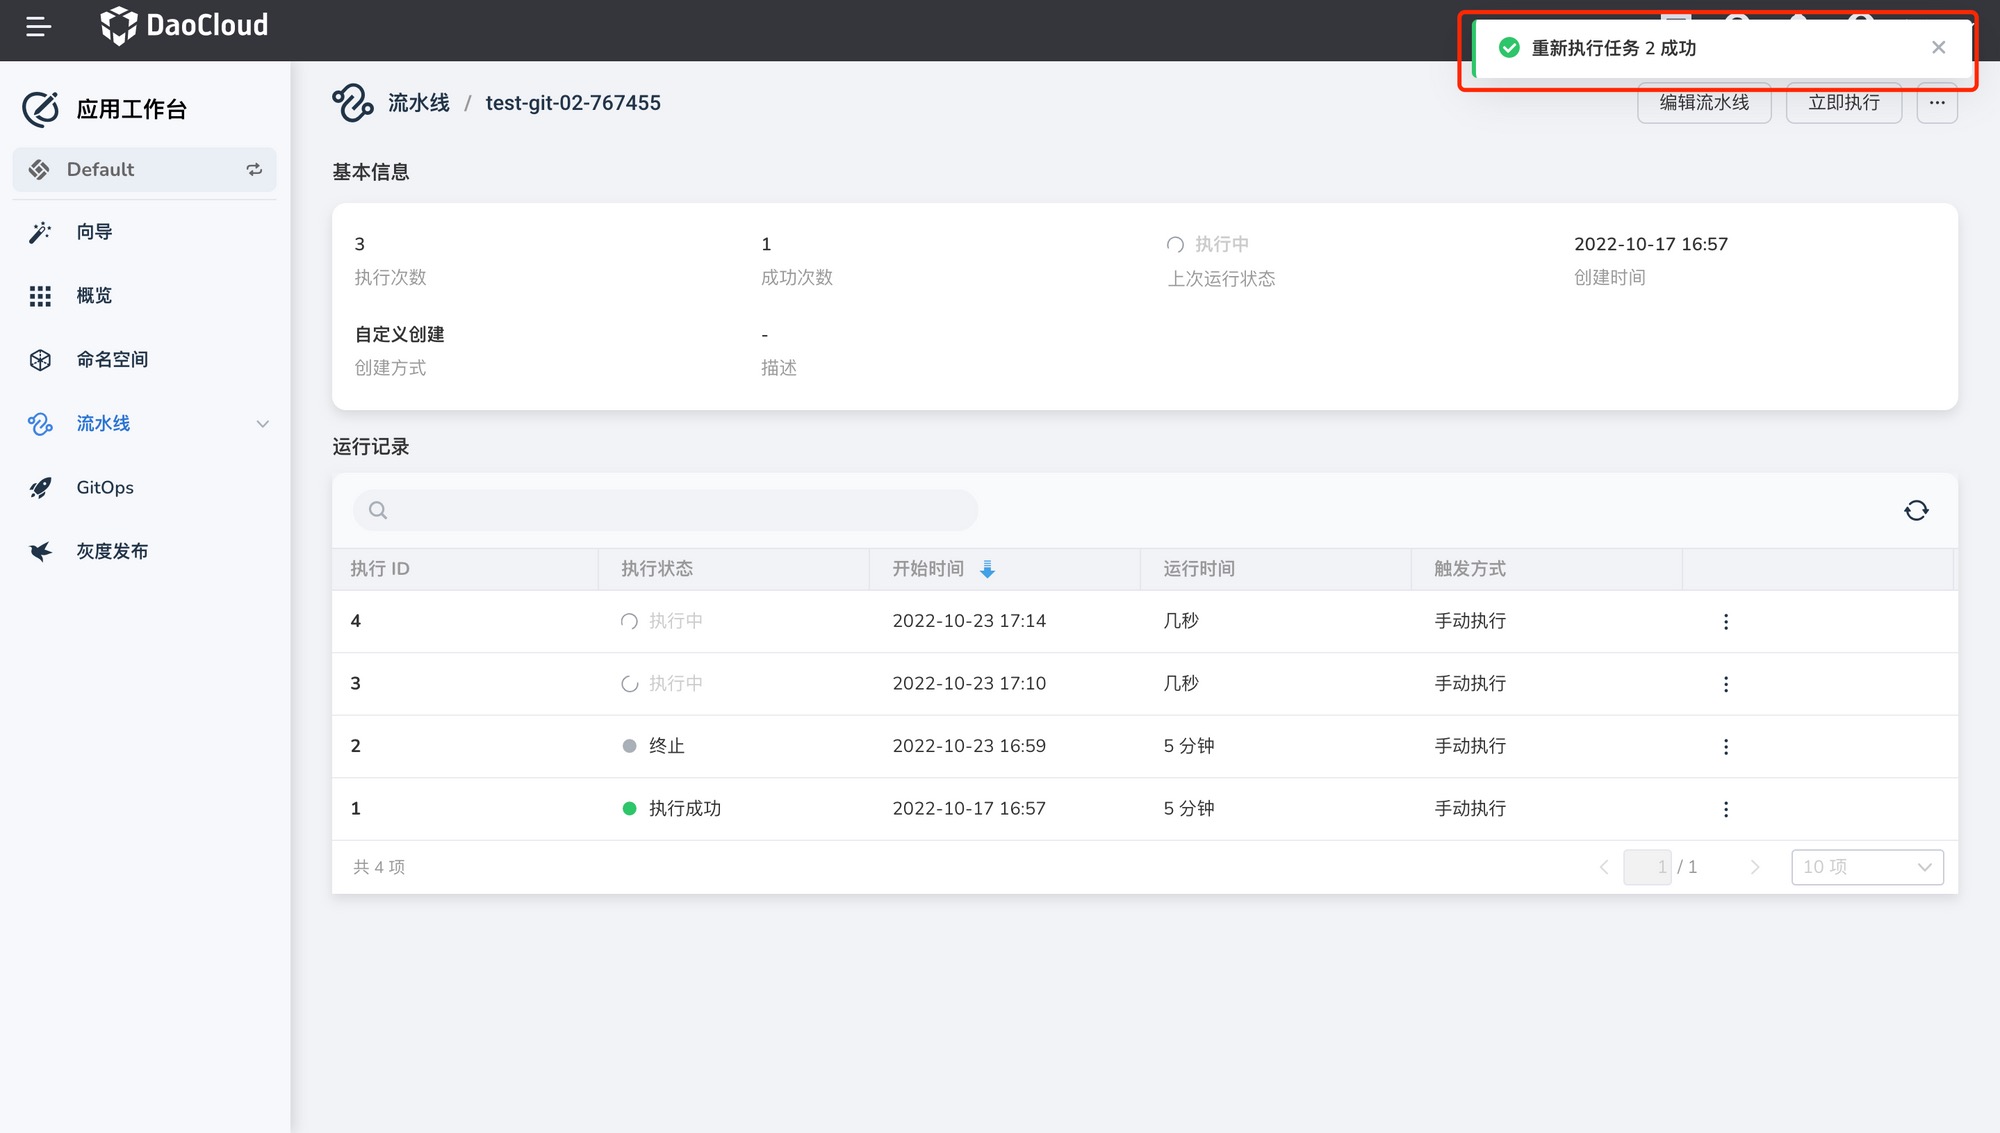 DaoCloud
重新执行任务 2 成功
应用工作台
流水线 / test-git-02-767455
编辑流水线
立即执行
Default
基本信息
向导
3
1
执行中
2022-10-17 16:57
执行次数
成功次数
上次运行状态
创建时间
概览
自定义创建
-
创建方式
描述
命名空间
流水线
运行记录
GitOps
灰度发布
执行 ID
执行状态
开始时间
运行时间
触发方式
4
执行中
2022-10-23 17:14
几秒
手动执行
3
执行中
2022-10-23 17:10
几秒
手动执行
2
终止
2022-10-23 16:59
5 分钟
手动执行
1
执行成功
2022-10-17 16:57
5 分钟
手动执行
共 4 项
1 / 1
10 项